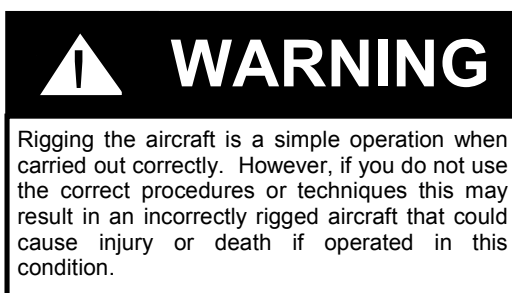 WARNING
Rigging the aircraft is a simple operation when
carried out correctly.  However, if you do not use
the correct procedures or techniques this may
result in an incorrectly rigged aircraft that could
cause injury or death if operated in this
condition.